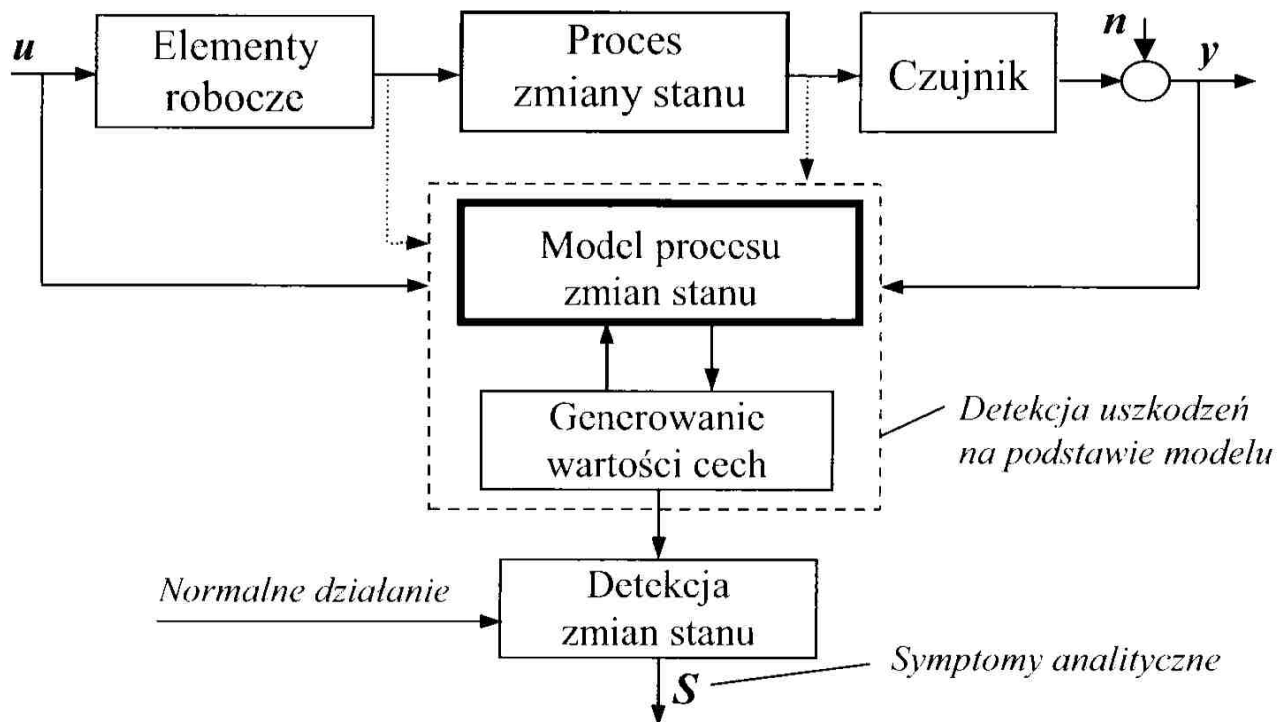 u
Elementy
robocze
Proces
zmiany stanu
Czujnik
n
y
Model procesu
zmian stanu
Generowanie
wartości cech
Detekcja uszkodzeń
na podstawie modelu
Normalne działanie
Detekcja
zmian stanu
S
Symptomy analityczne